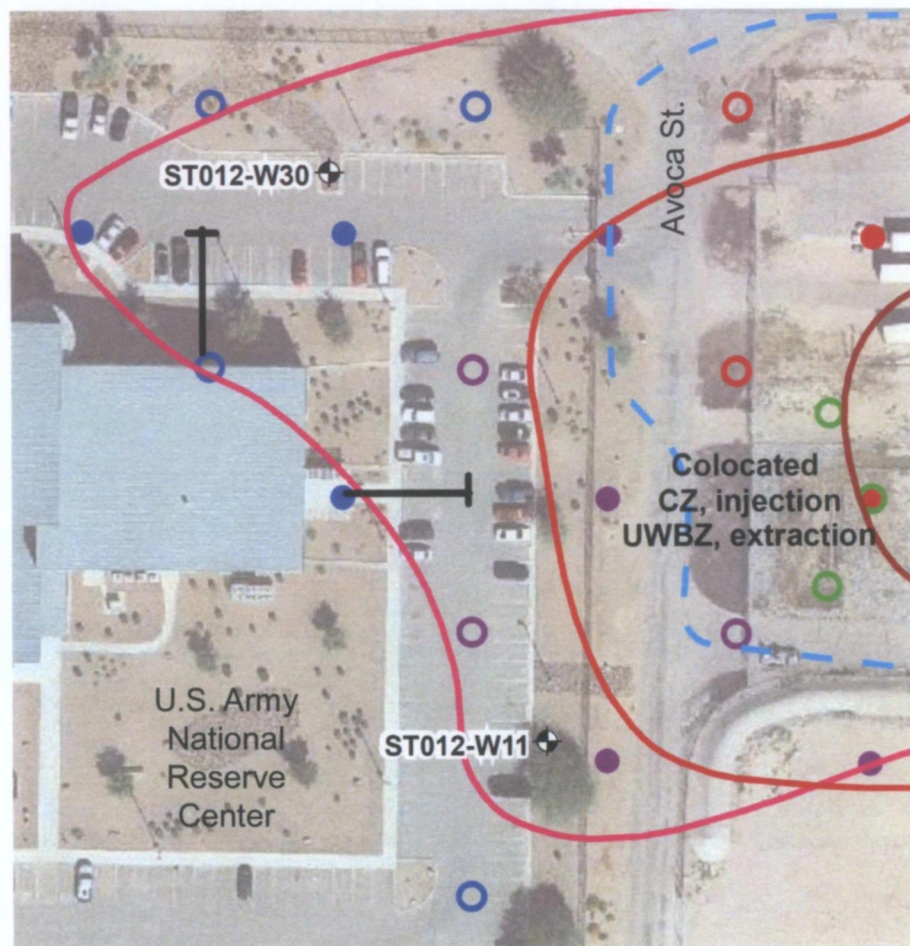 Avoca St.
ST012-W30
Colocated
CZ, injection
UWBZ, extraction
U.S. Army
National
Reserve
Center
ST012-W11